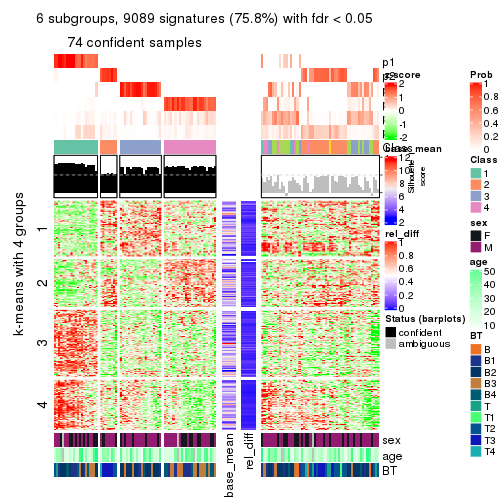 6 subgroups, 9089 signatures (75.8%) with fdr < 0.05
74 confident samples
p1
p2
z_score
2
1
0
-1
-2
Class
base_mean
12
10
8
6
4
2
Silhouette
score
rel_diff
1
0.8
0.6
0.4
0.2
0
Status (barplots)
confident
ambiguous
k-means with 4 groups
1
2
3
4
base_mean
rel_diff
sex
age
BT
Prob
1
0.8
0.6
0.4
0.2
0
Class
1
2
3
4
sex
F
M
age
50
40
30
20
10
BT
B
B1
B2
B3
B4
T
T1
T2
T3
T4